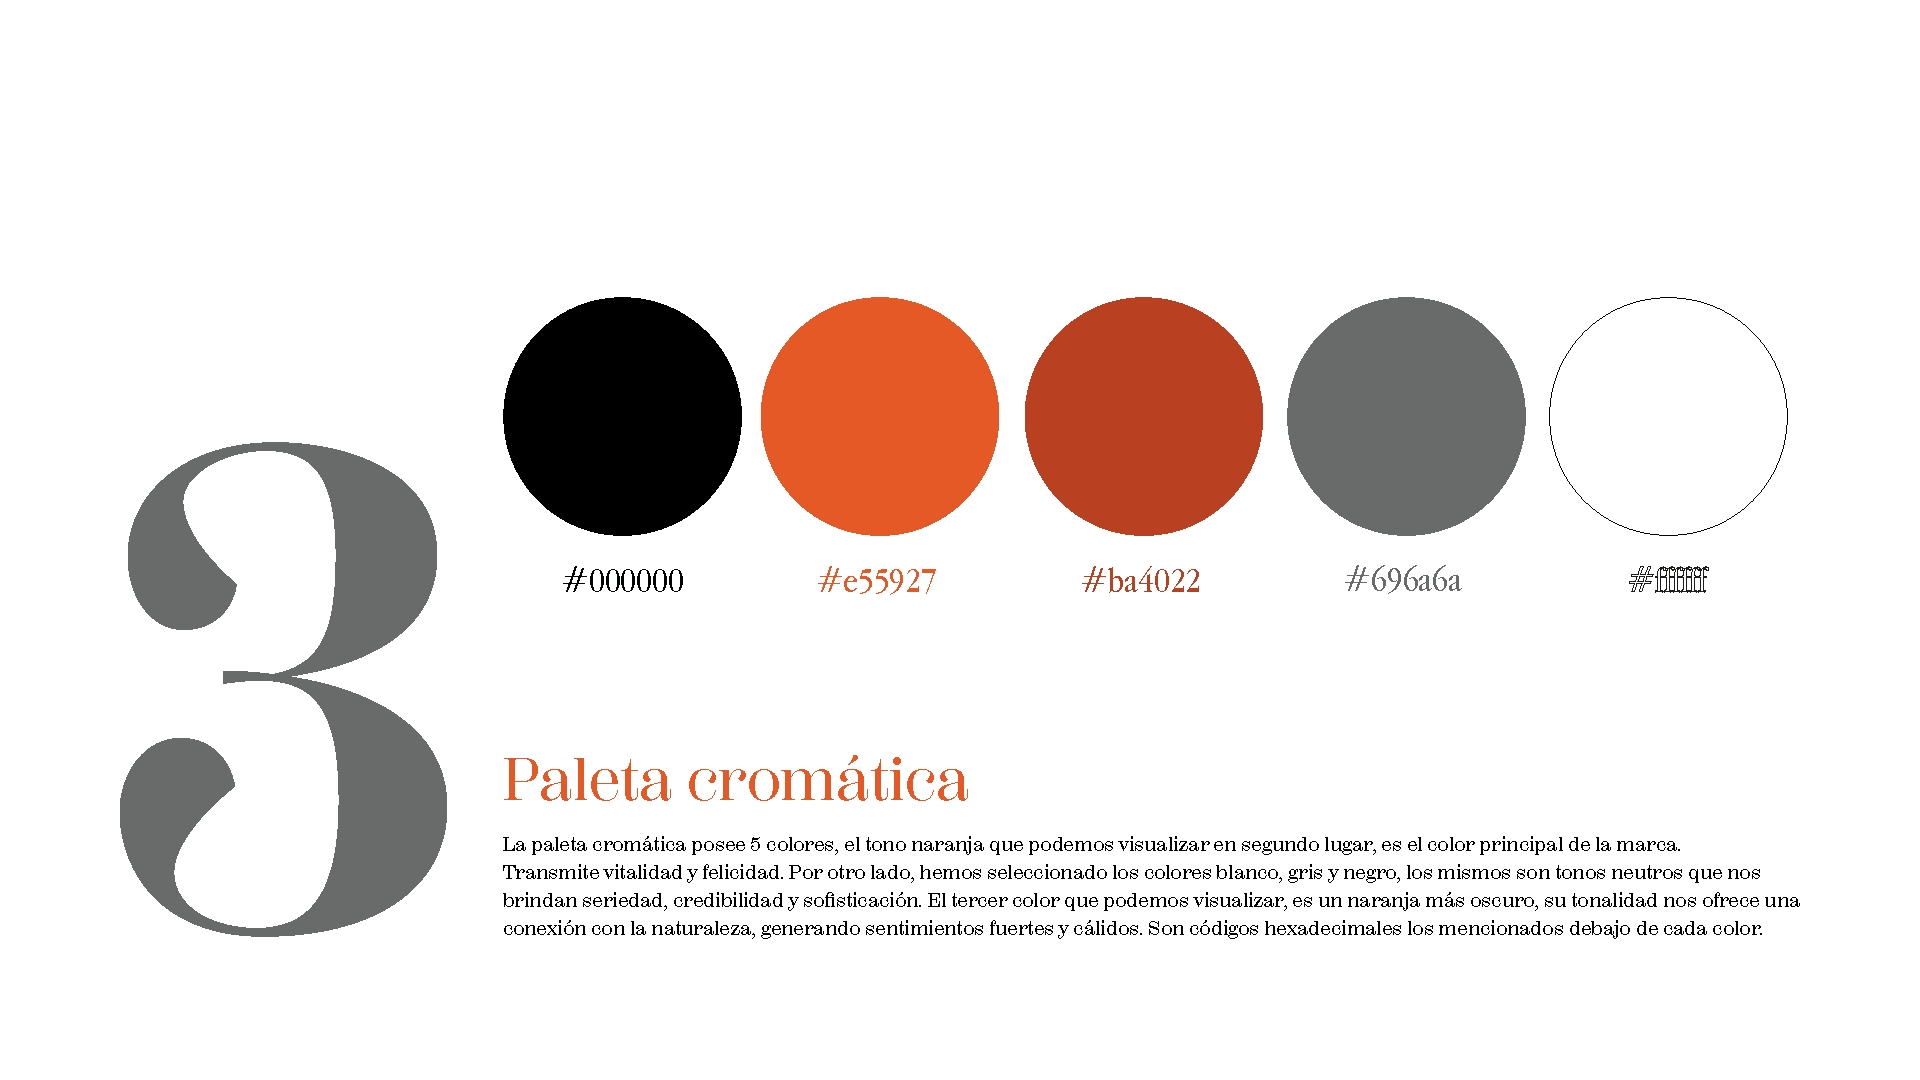 #000000
#e55927
#ba4022
#696a6a
#ffffff
3
Paleta cromática
La paleta cromática posee 5 colores, el tono naranja que podemos visualizar en segundo lugar, es el color principal de la marca.
Transmite vitalidad y felicidad. Por otro lado, hemos seleccionado los colores blanco, gris y negro, los mismos son tonos neutros que nos
brindan seriedad, credibilidad y sofisticación. El tercer color que podemos visualizar, es un naranja más oscuro, su tonalidad nos ofrece una
conexión con la naturaleza, generando sentimientos fuertes y cálidos. Son códigos hexadecimales los mencionados debajo de cada color.